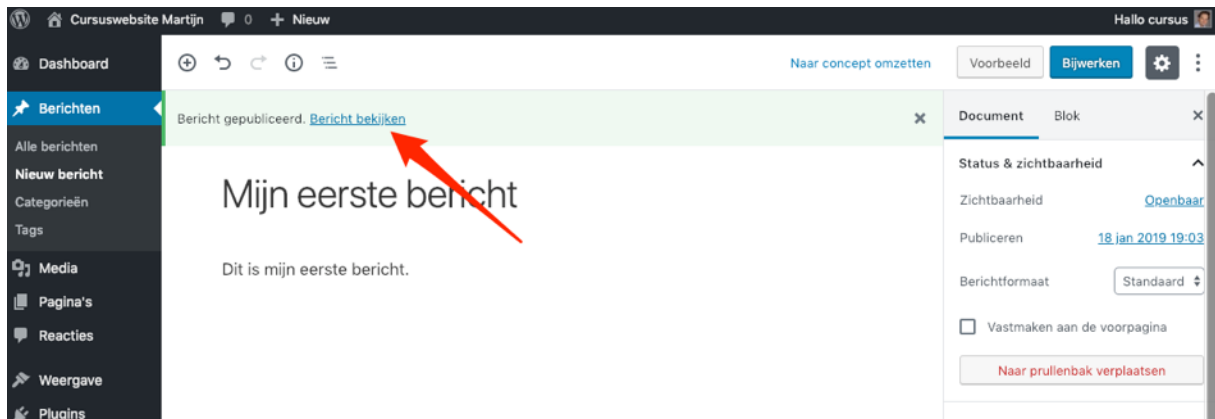 Cursuswebsite Martijn 0 + Nieuw Hallo cursus
Dashboard
Berichten
Alle berichten
Nieuw bericht
Categorieën
Tags
Media
Pagina's
Reacties
Weergave
Plugins
Naar concept omzetten Voorbeeld Bijwerken
Bericht gepubliceerd. Bericht bekijken
Mijn eerste bericht
Dit is mijn eerste bericht.
Document Blok
Status & zichtbaarheid
Zichtbaarheid Openbaar
Publiceren 18 jan 2019 19:03
Berichtformaat Standaard
Vastmaken aan de voorpagina
Naar prullenbak verplaatsen